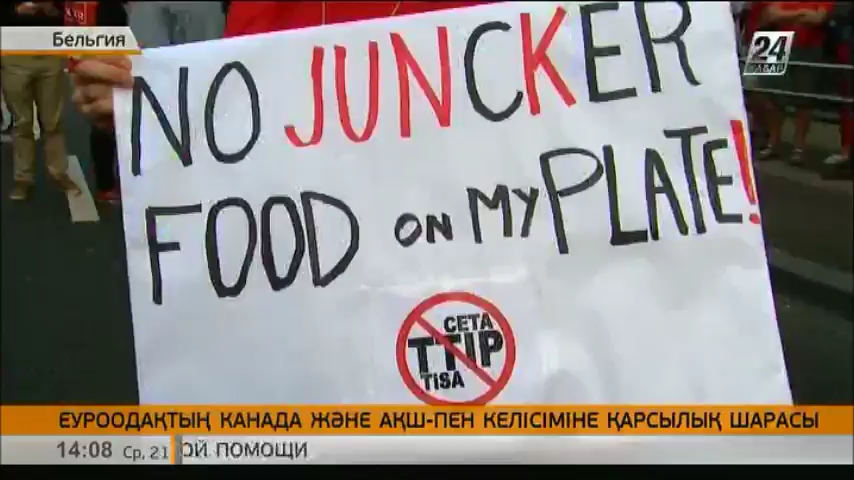 Бельгия
24
ХАБАР
NO JUNCKER
FOOD ON MY PLATE!
CETA
TTIP
TiSA
ЕУРООДАҚТЫҢ КАНАДА ЖӘНЕ АҚШ-ПЕН КЕЛІСІМІНЕ ҚАРСЫЛЫҚ ШАРАСЫ
14:08 Ср, 21 ОЙ ПОМОЩИ